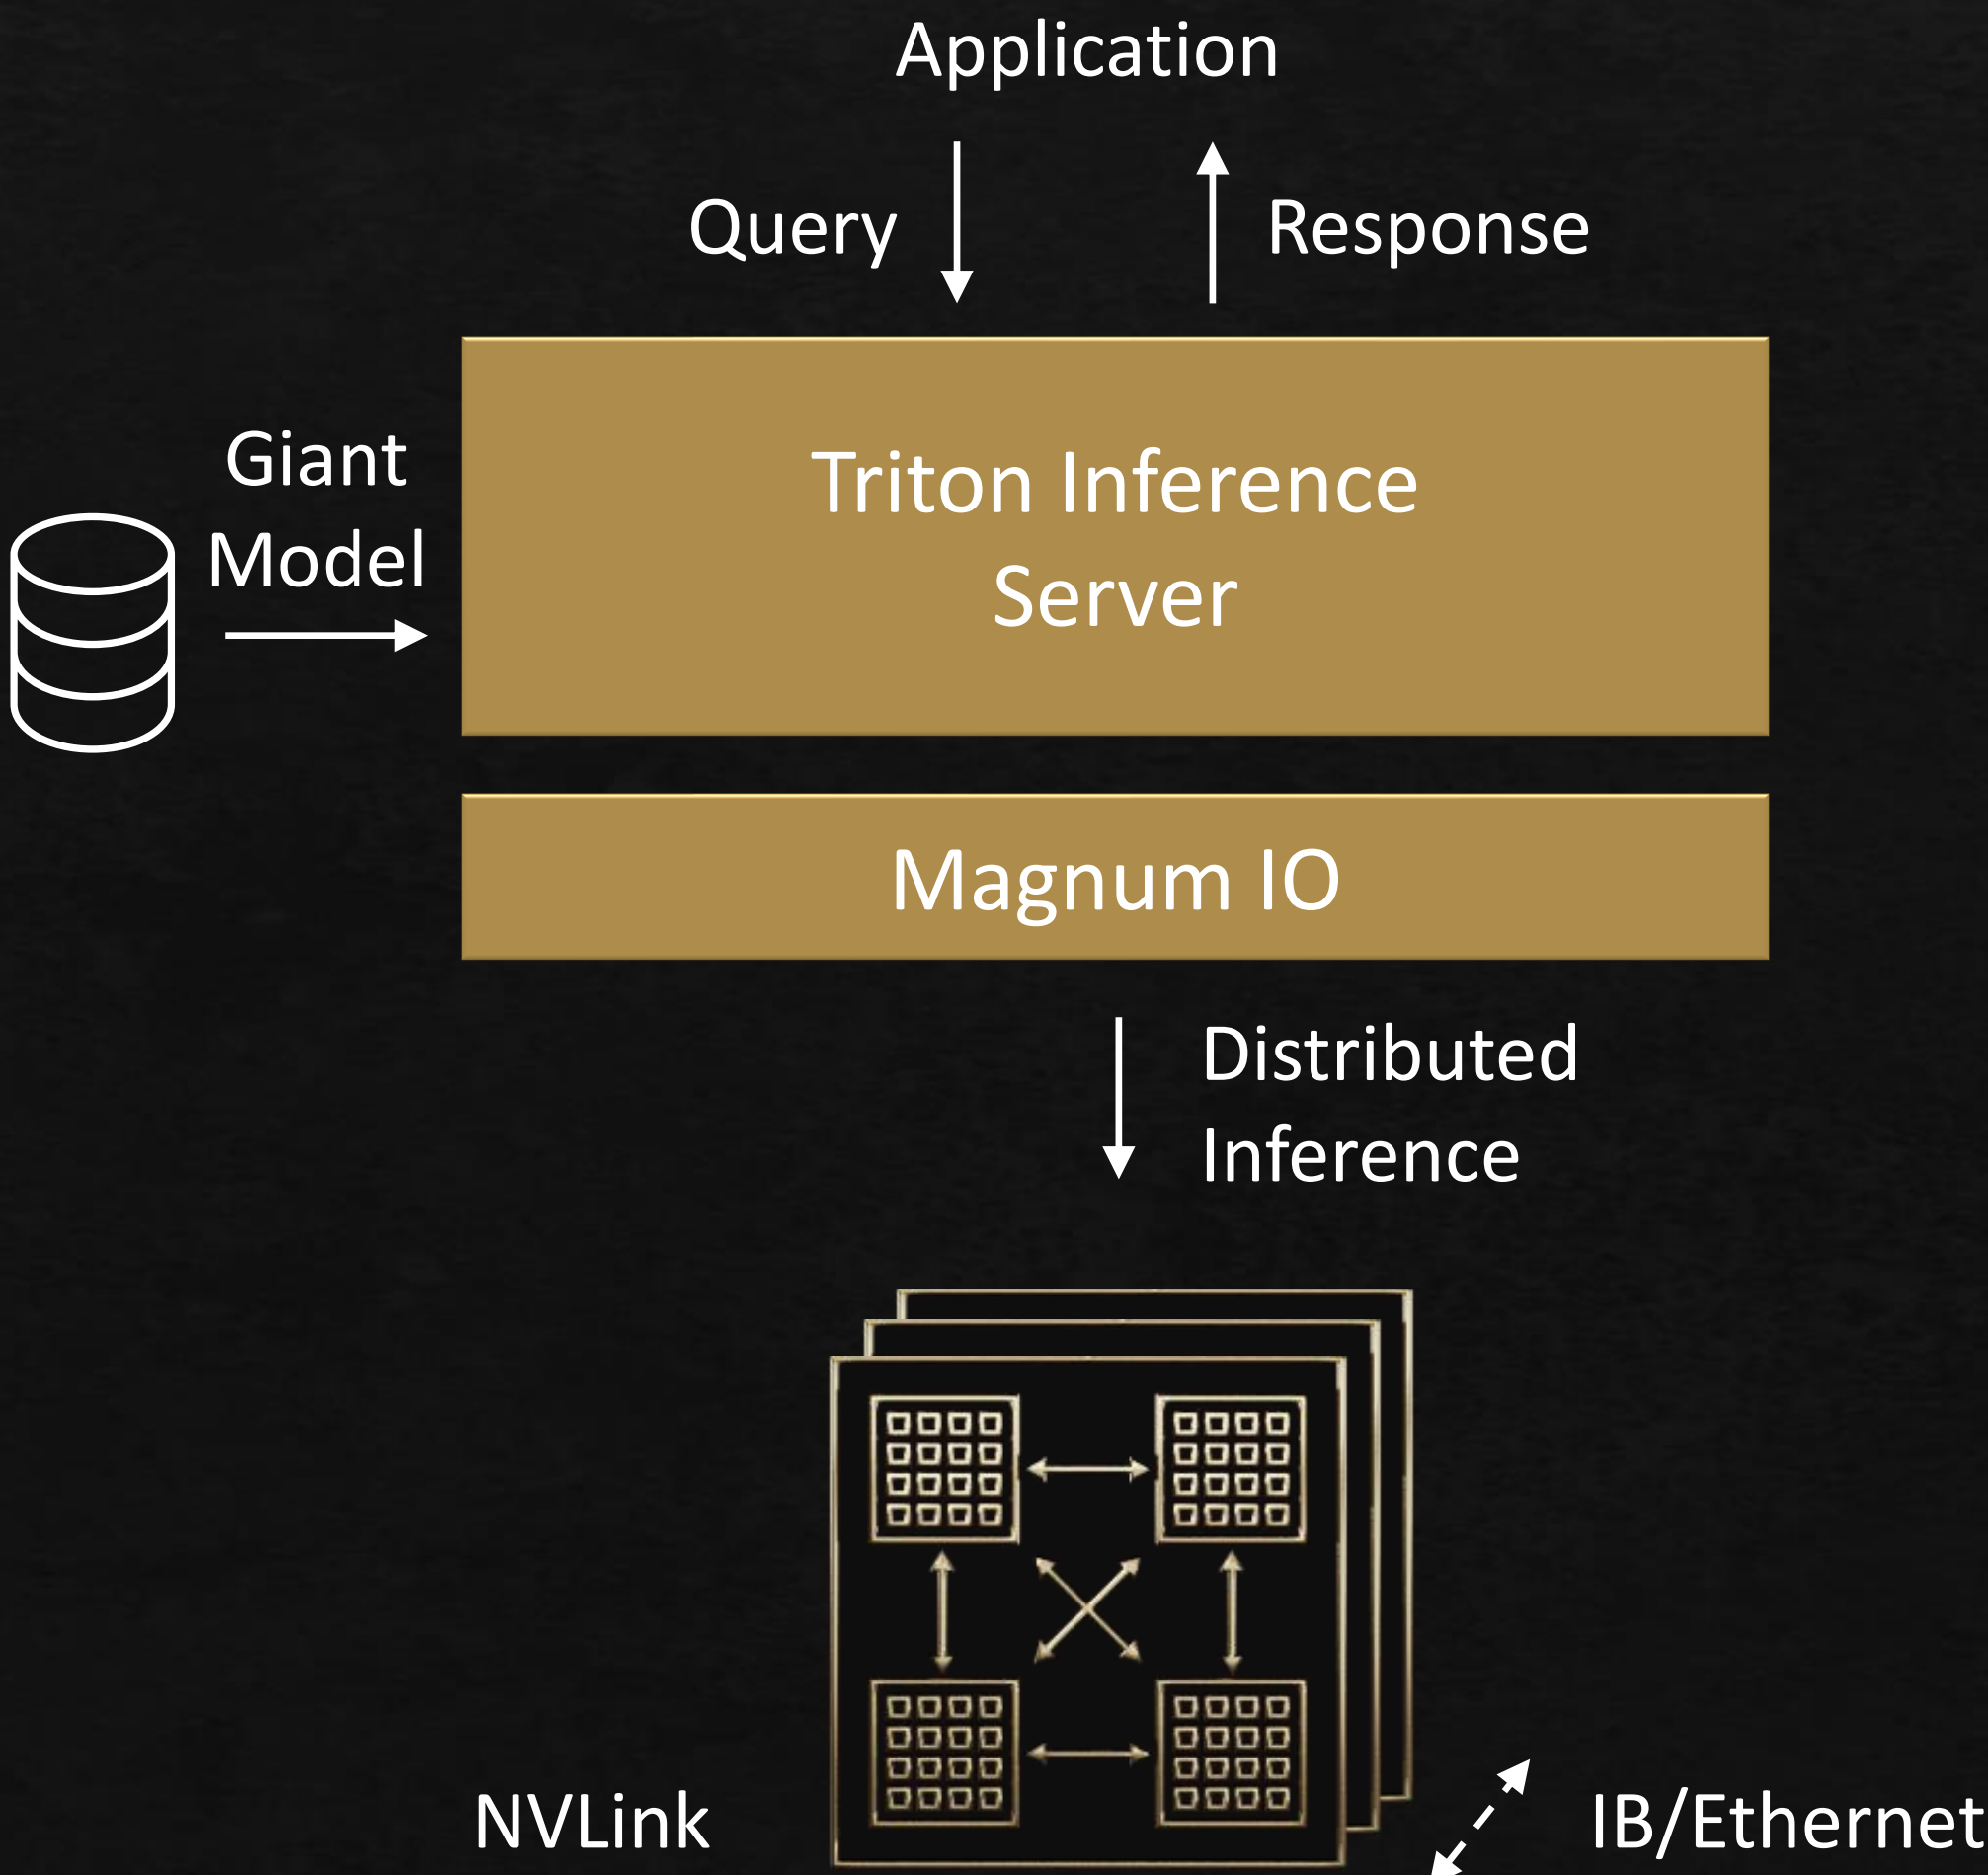 Application
Query
Response
Giant
Model
Triton Inference
Server
Magnum IO
Distributed
Inference
NVLink
IB/Ethernet